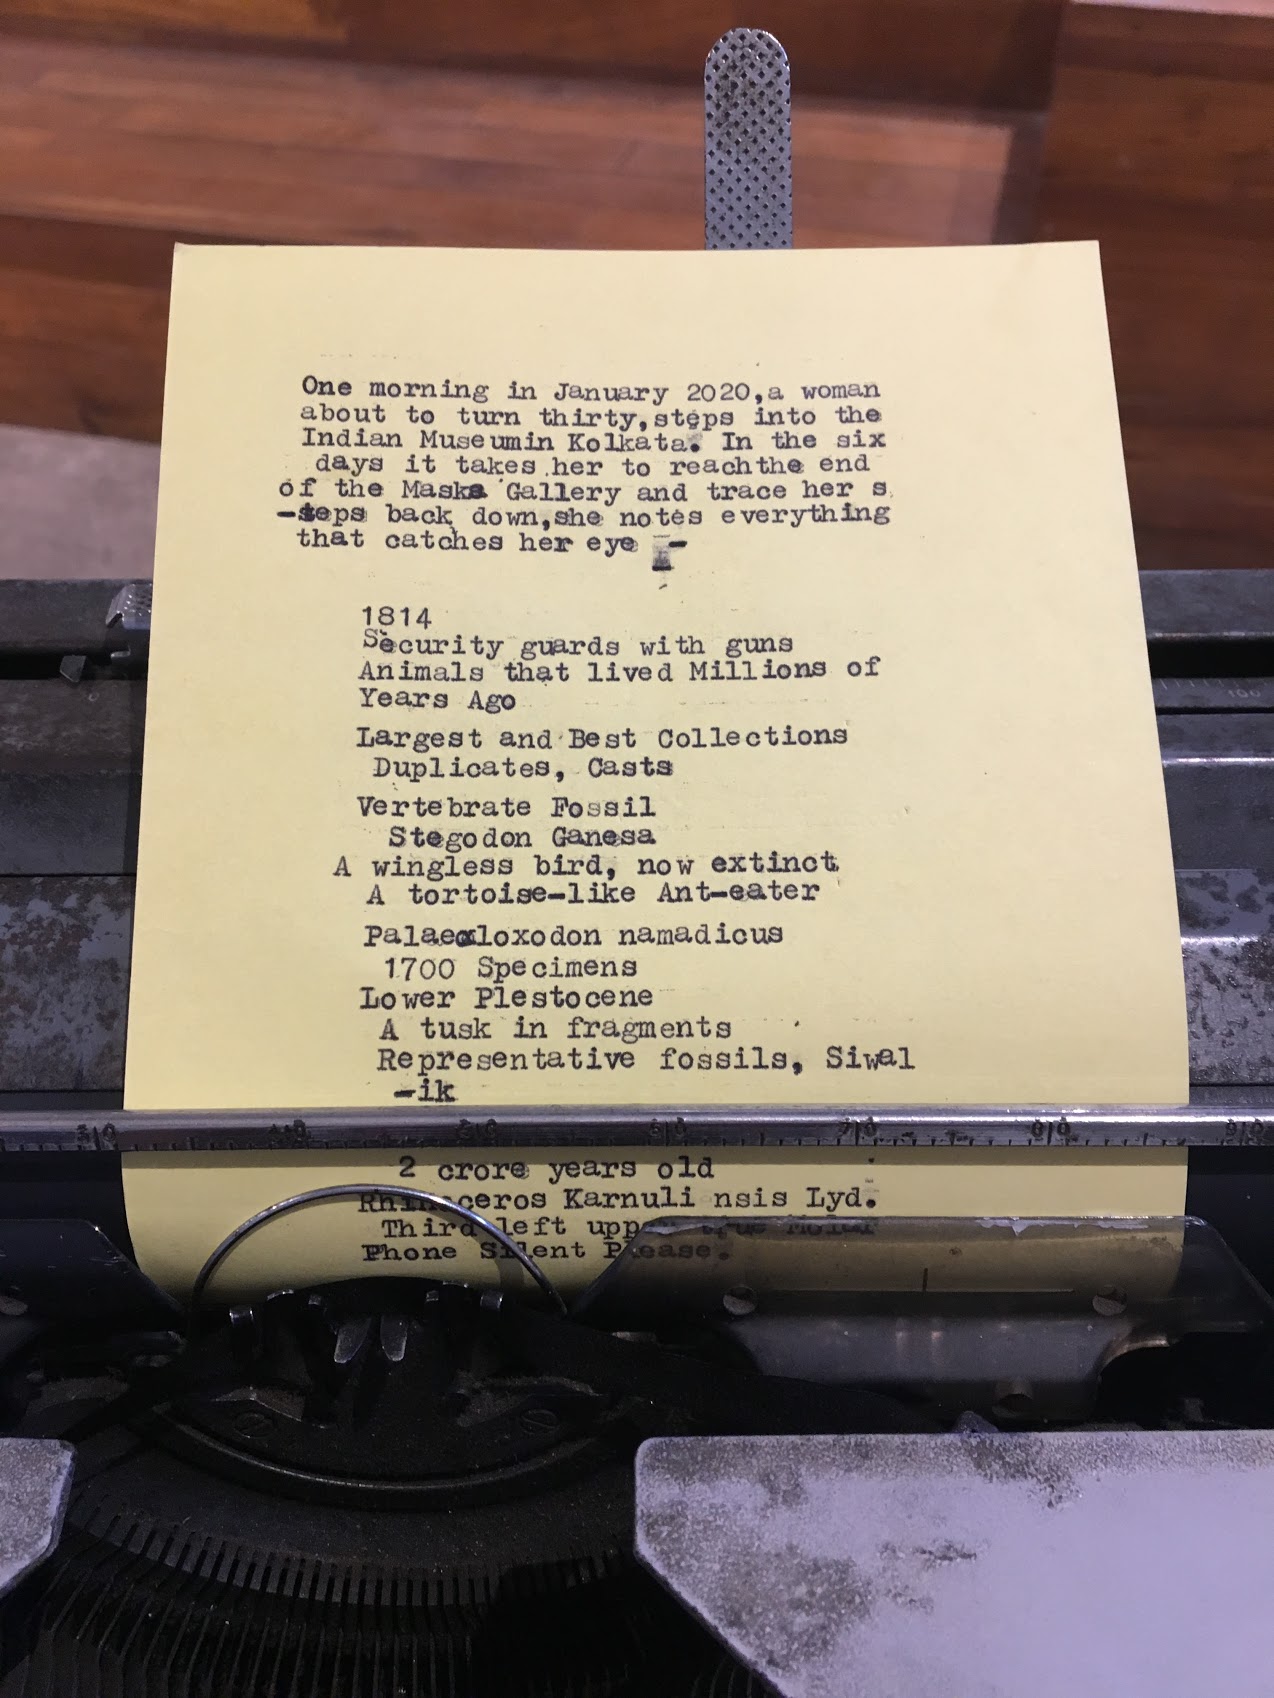 One morning in January 2020,a woman
about to turn thirty,steps into the
Indian Museumin Kolkata. In the six
days it takes her to reachthe end
of the Masks Gallery and trace her s
-teps back down,she notes everything
that catches her eye -
1814
Security guards with guns
Animals that lived Millions of
Years Ago
Largest and Best Collections
Duplicates, Casts
Vertebrate Fossil
Stegodon Ganesa
A wingless bird, now extinct
A tortoise-like Ant-eater
Palaeoloxodon namadicus
1700 Specimens
Lower Plestocene
A tusk in fragments
Representative fossils, Siwal
-ik
2 crore years old
Rhinoceros Karnuli nsis Lyd.
Third left upper true Molar
Phone Silent Please.
100